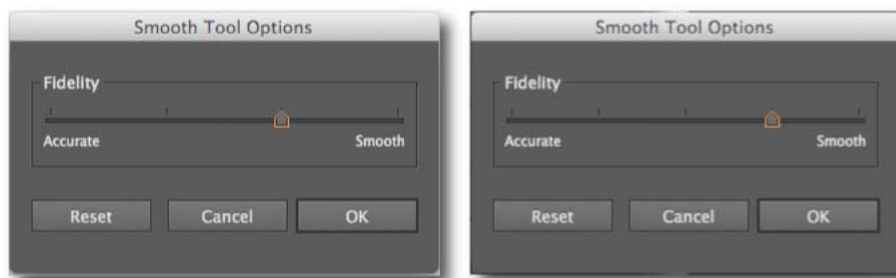 Smooth Tool Options
Fidelity
Accurate Smooth
Reset Cancel OK
Smooth Tool Options
Fidelity
Accurate Smooth
Reset Cancel OK